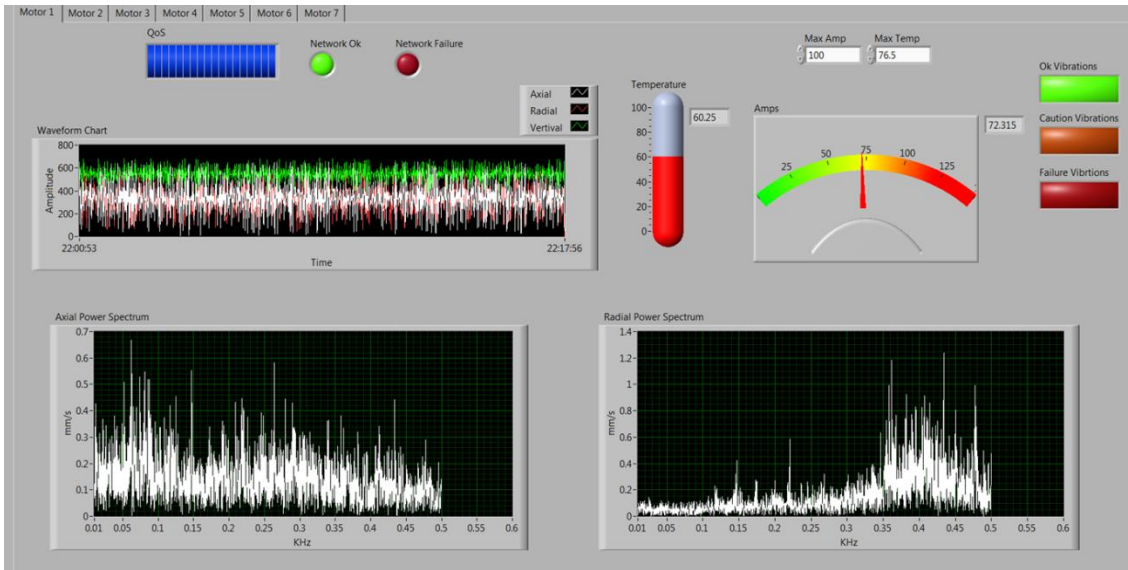 Motor 1 Motor 2 Motor 3 Motor 4 Motor 5 Motor 6 Motor 7
QoS
Network Ok
Network Failure
Max Amp
100
Max Temp
76.5
Axial
Radial
Vertival
Waveform Chart
800
600
400
200
0
Amplitude
22:00:53
22:17:56
Time
Temperature
100
80
60
40
20
0
60.25
Amps
72.315
25 50 75 100 125
Ok Vibrations
Caution Vibrations
Failure Vibrtions
Axial Power Spectrum
0.7
0.6
0.5
0.4
0.3
0.2
0.1
0
mm/s
0.01 0.05 0.1 0.15 0.2 0.25 0.3 0.35 0.4 0.45 0.5 0.55 0.6
KHz
Radial Power Spectrum
1.4
1.2
1
0.8
0.6
0.4
0.2
0
mm/s
0.01 0.05 0.1 0.15 0.2 0.25 0.3 0.35 0.4 0.45 0.5 0.55 0.6
KHz